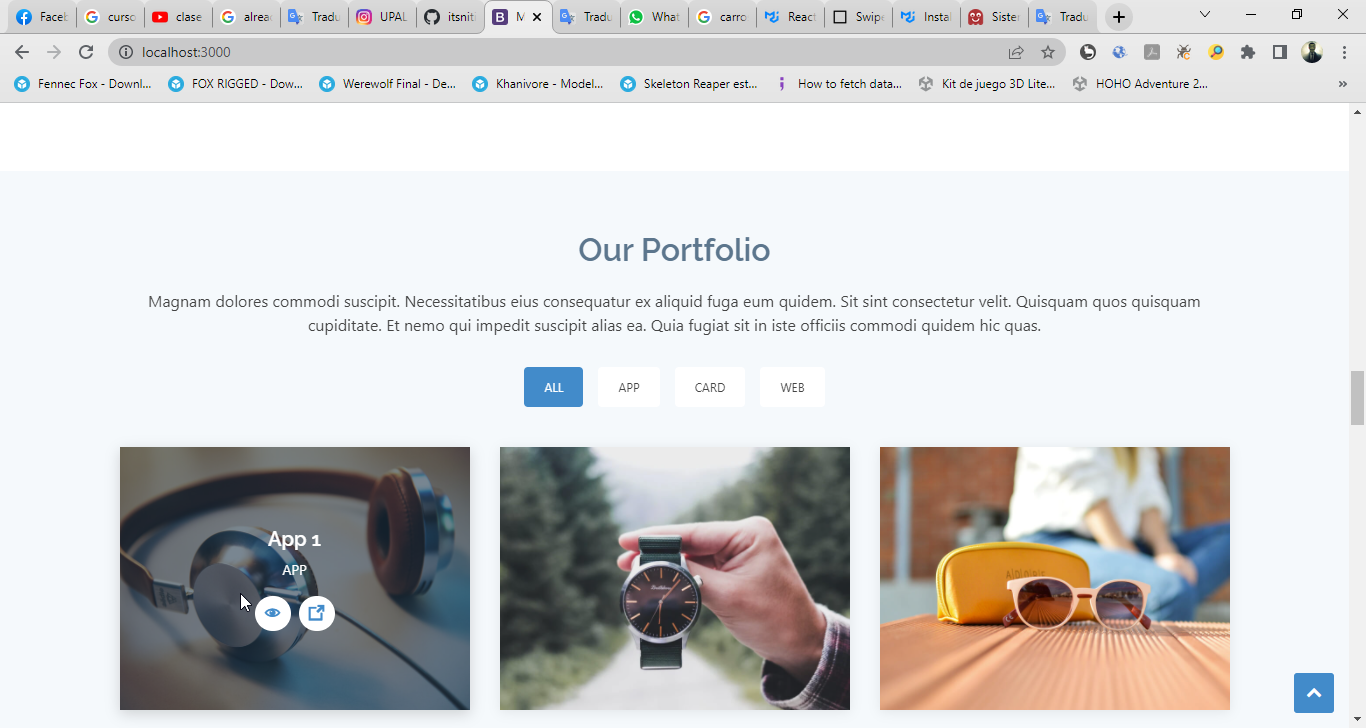 Faceb
curso
clase
alrea
Tradu
UPAL
itsnit
M
Tradu
What
carro
React
Swipe
Instal
Sister
Tradu
localhost:3000
Fennec Fox - Downl...
FOX RIGGED - Dow...
Werewolf Final - De...
Khanivore - Model...
Skeleton Reaper est...
How to fetch data...
Kit de juego 3D Lite...
HOHO Adventure 2...
»
Our Portfolio
Magnam dolores commodi suscipit. Necessitatibus eius consequatur ex aliquid fuga eum quidem. Sit sint consectetur velit. Quisquam quos quisquam
cupiditate. Et nemo qui impedit suscipit alias ea. Quia fugiat sit in iste officiis commodi quidem hic quas.
ALL
APP
CARD
WEB
App 1
APP